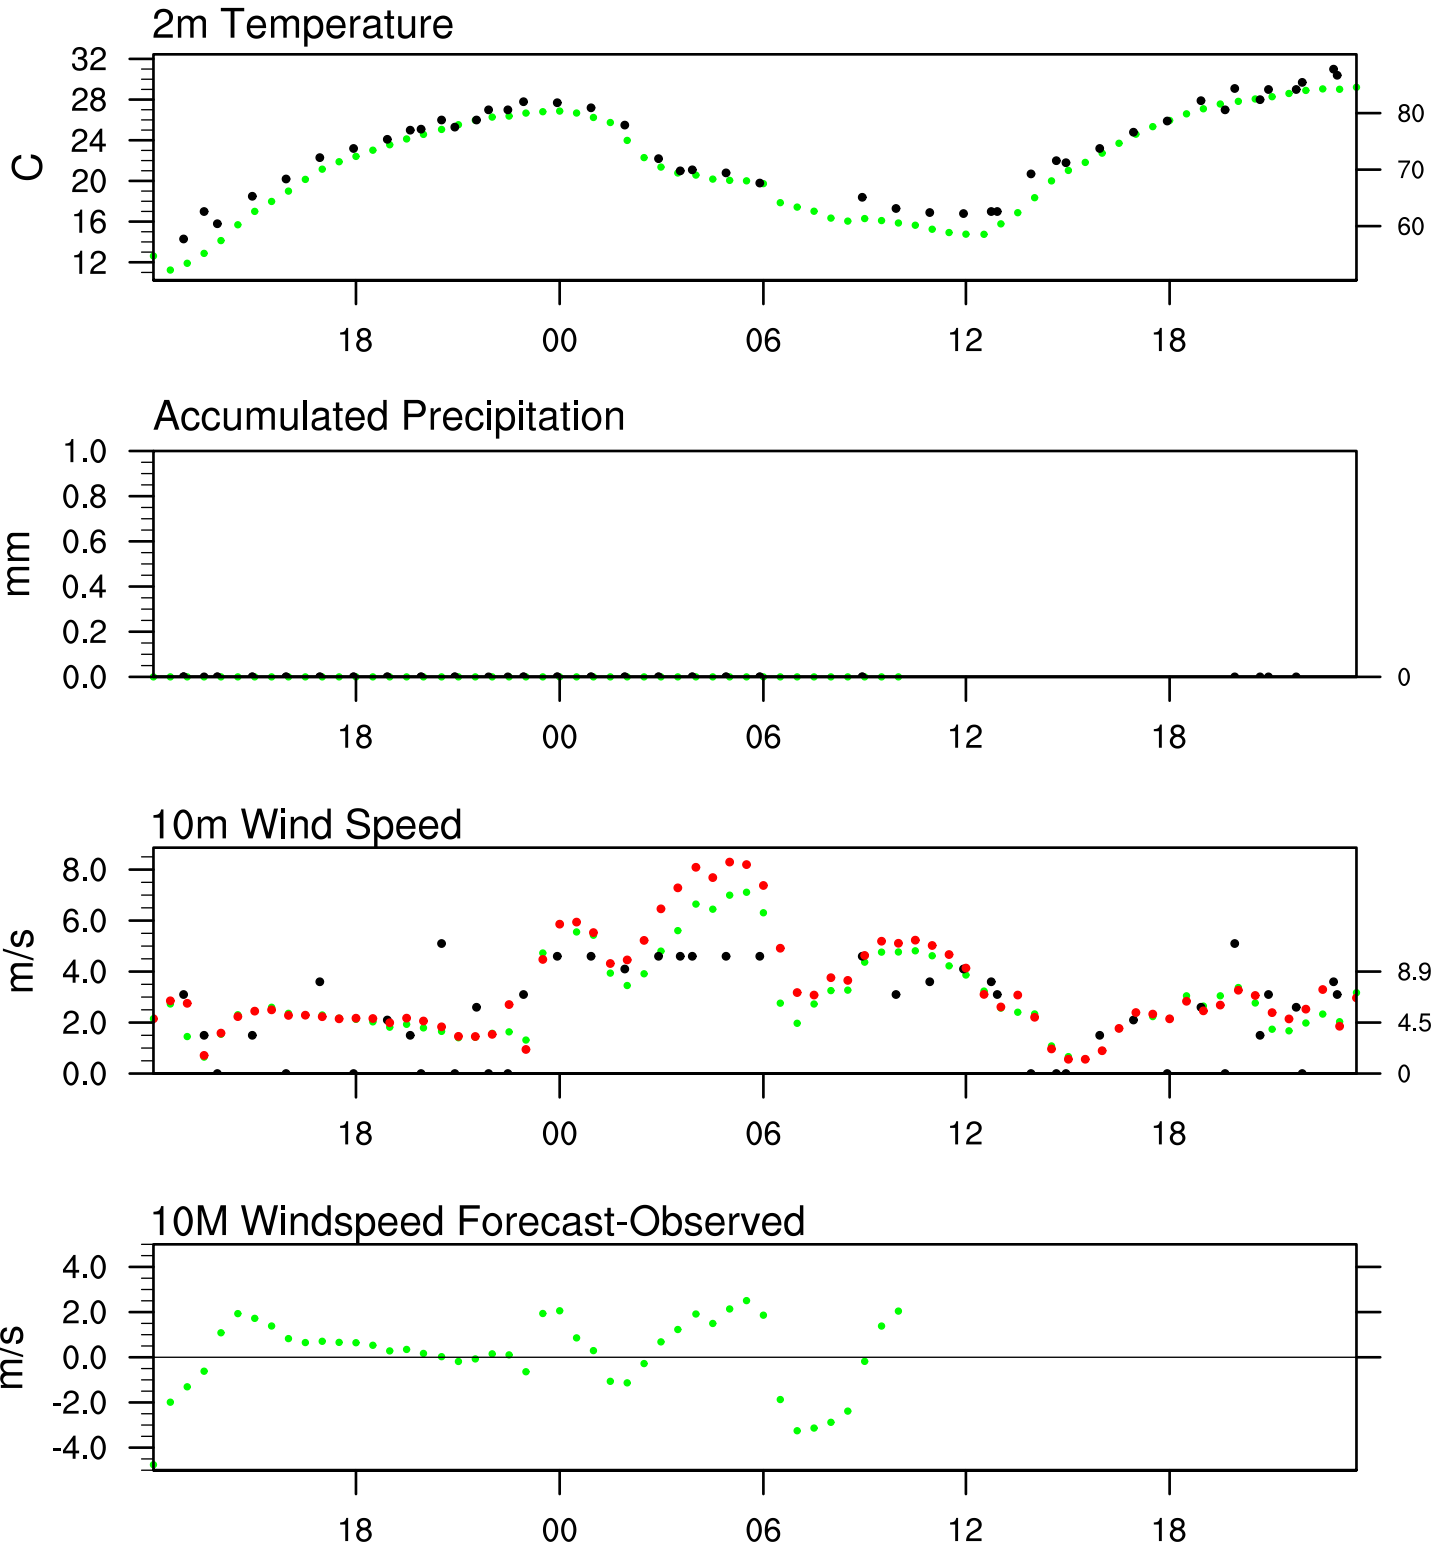 2m Temperature
32
28
24
20
16
12
C
80
70
60
18 00 06 12 18
Accumulated Precipitation
1.0
0.8
0.6
0.4
0.2
0.0
mm
0
18 00 06 12 18
10m Wind Speed
8.0
6.0
4.0
2.0
0.0
m/s
8.9
4.5
0
18 00 06 12 18
10M Windspeed Forecast-Observed
4.0
2.0
0.0
-2.0
-4.0
m/s
18 00 06 12 18